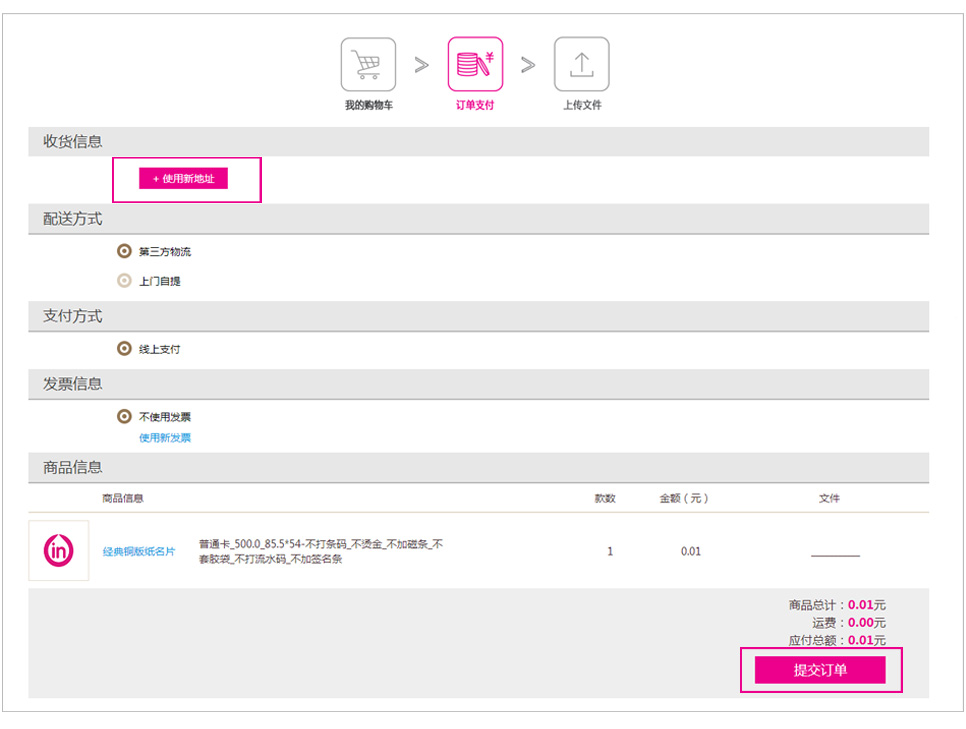 我的购物车 > 订单支付 > 上传文件
收货信息
+ 使用新地址
配送方式
第三方物流
上门自提
支付方式
线上支付
发票信息
不使用发票
使用新发票
商品信息
商品信息 款数 金额（元） 文件
in 经典铜版纸名片 普通卡_500.0_85.5*54-不打条码_不烫金_不加磁条_不
套胶袋_不打流水码_不加签名条 1 0.01
商品总计：0.01元
运费：0.00元
应付总额：0.01元
提交订单